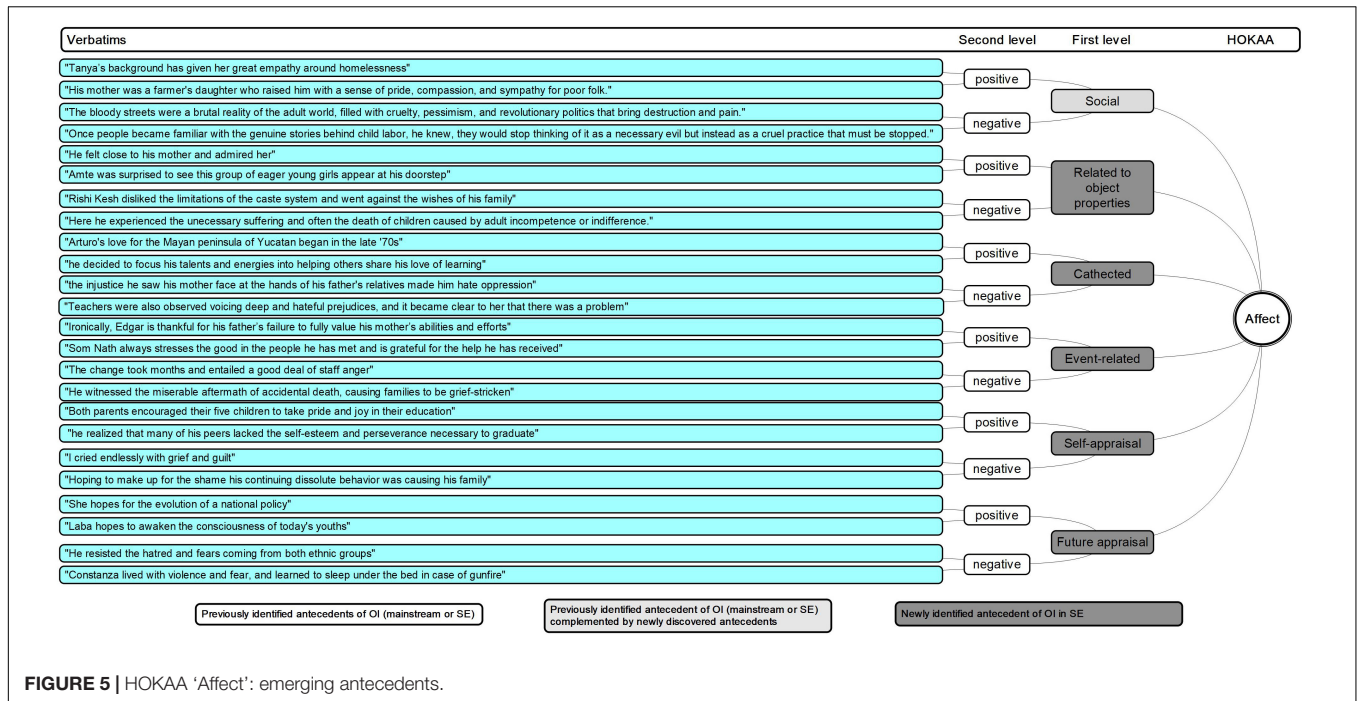 Verbatims Second level First level HOKAA
"Tanya's background has given her great empathy around homelessness"
positive
"His mother was a farmer's daughter who raised him with a sense of pride, compassion, and sympathy for poor folk."
Social
"The bloody streets were a brutal reality of the adult world, filled with cruelty, pessimism, and revolutionary politics that bring destruction and pain."
negative
"Once people became familiar with the genuine stories behind child labor, he knew, they would stop thinking of it as a necessary evil but instead as a cruel practice that must be stopped."
"He felt close to his mother and admired her"
positive
"Amte was surprised to see this group of eager young girls appear at his doorstep"
Related to
object
properties
"Rishi Kesh disliked the limitations of the caste system and went against the wishes of his family"
negative
"Here he experienced the unecessary suffering and often the death of children caused by adult incompetence or indifference."
"Arturo's love for the Mayan peninsula of Yucatan began in the late '70s"
positive
"he decided to focus his talents and energies into helping others share his love of learning"
Cathected
"the injustice he saw his mother face at the hands of his father's relatives made him hate oppression"
negative
"Teachers were also observed voicing deep and hateful prejudices, and it became clear to her that there was a problem"
Affect
"Ironically, Edgar is thankful for his father's failure to fully value his mother's abilities and efforts"
positive
"Som Nath always stresses the good in the people he has met and is grateful for the help he has received"
Event-related
"The change took months and entailed a good deal of staff anger"
negative
"He witnessed the miserable aftermath of accidental death, causing families to be grief-stricken"
"Both parents encouraged their five children to take pride and joy in their education"
positive
"he realized that many of his peers lacked the self-esteem and perseverance necessary to graduate"
Self-appraisal
"I cried endlessly with grief and guilt"
negative
"Hoping to make up for the shame his continuing dissolute behavior was causing his family"
"She hopes for the evolution of a national policy"
positive
"Laba hopes to awaken the consciousness of today's youths"
Future appraisal
"He resisted the hatred and fears coming from both ethnic groups"
negative
"Constanza lived with violence and fear, and learned to sleep under the bed in case of gunfire"
Previously identified antecedents of OI (mainstream or SE)
Previously identified antecedent of OI (mainstream or SE)
complemented by newly discovered antecedents
Newly identified antecedent of OI in SE
FIGURE 5 | HOKAA 'Affect': emerging antecedents.